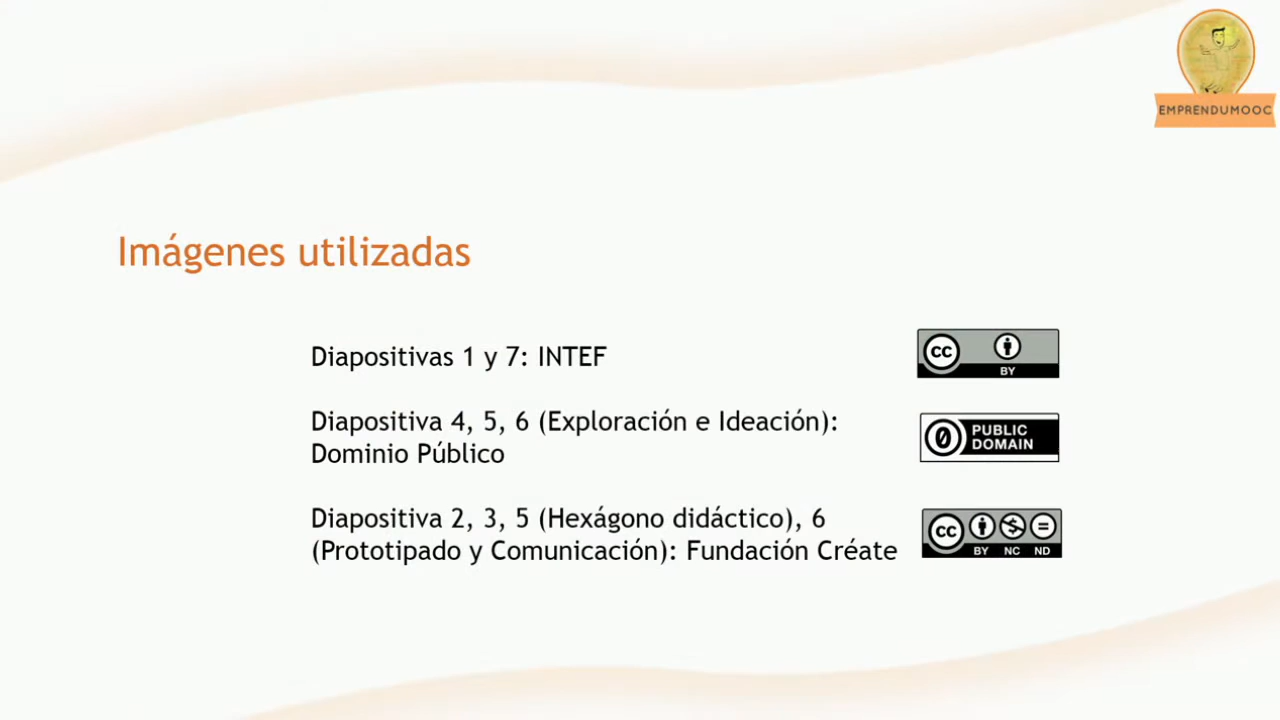 EMPRENDUMOOC
Imágenes utilizadas
Diapositivas 1 y 7: INTEF
cc
BY
Diapositiva 4, 5, 6 (Exploración e Ideación):
Dominio Público
0
PUBLIC
DOMAIN
Diapositiva 2, 3, 5 (Hexágono didáctico), 6
(Prototipado y Comunicación): Fundación Créate
cc
BY NC ND